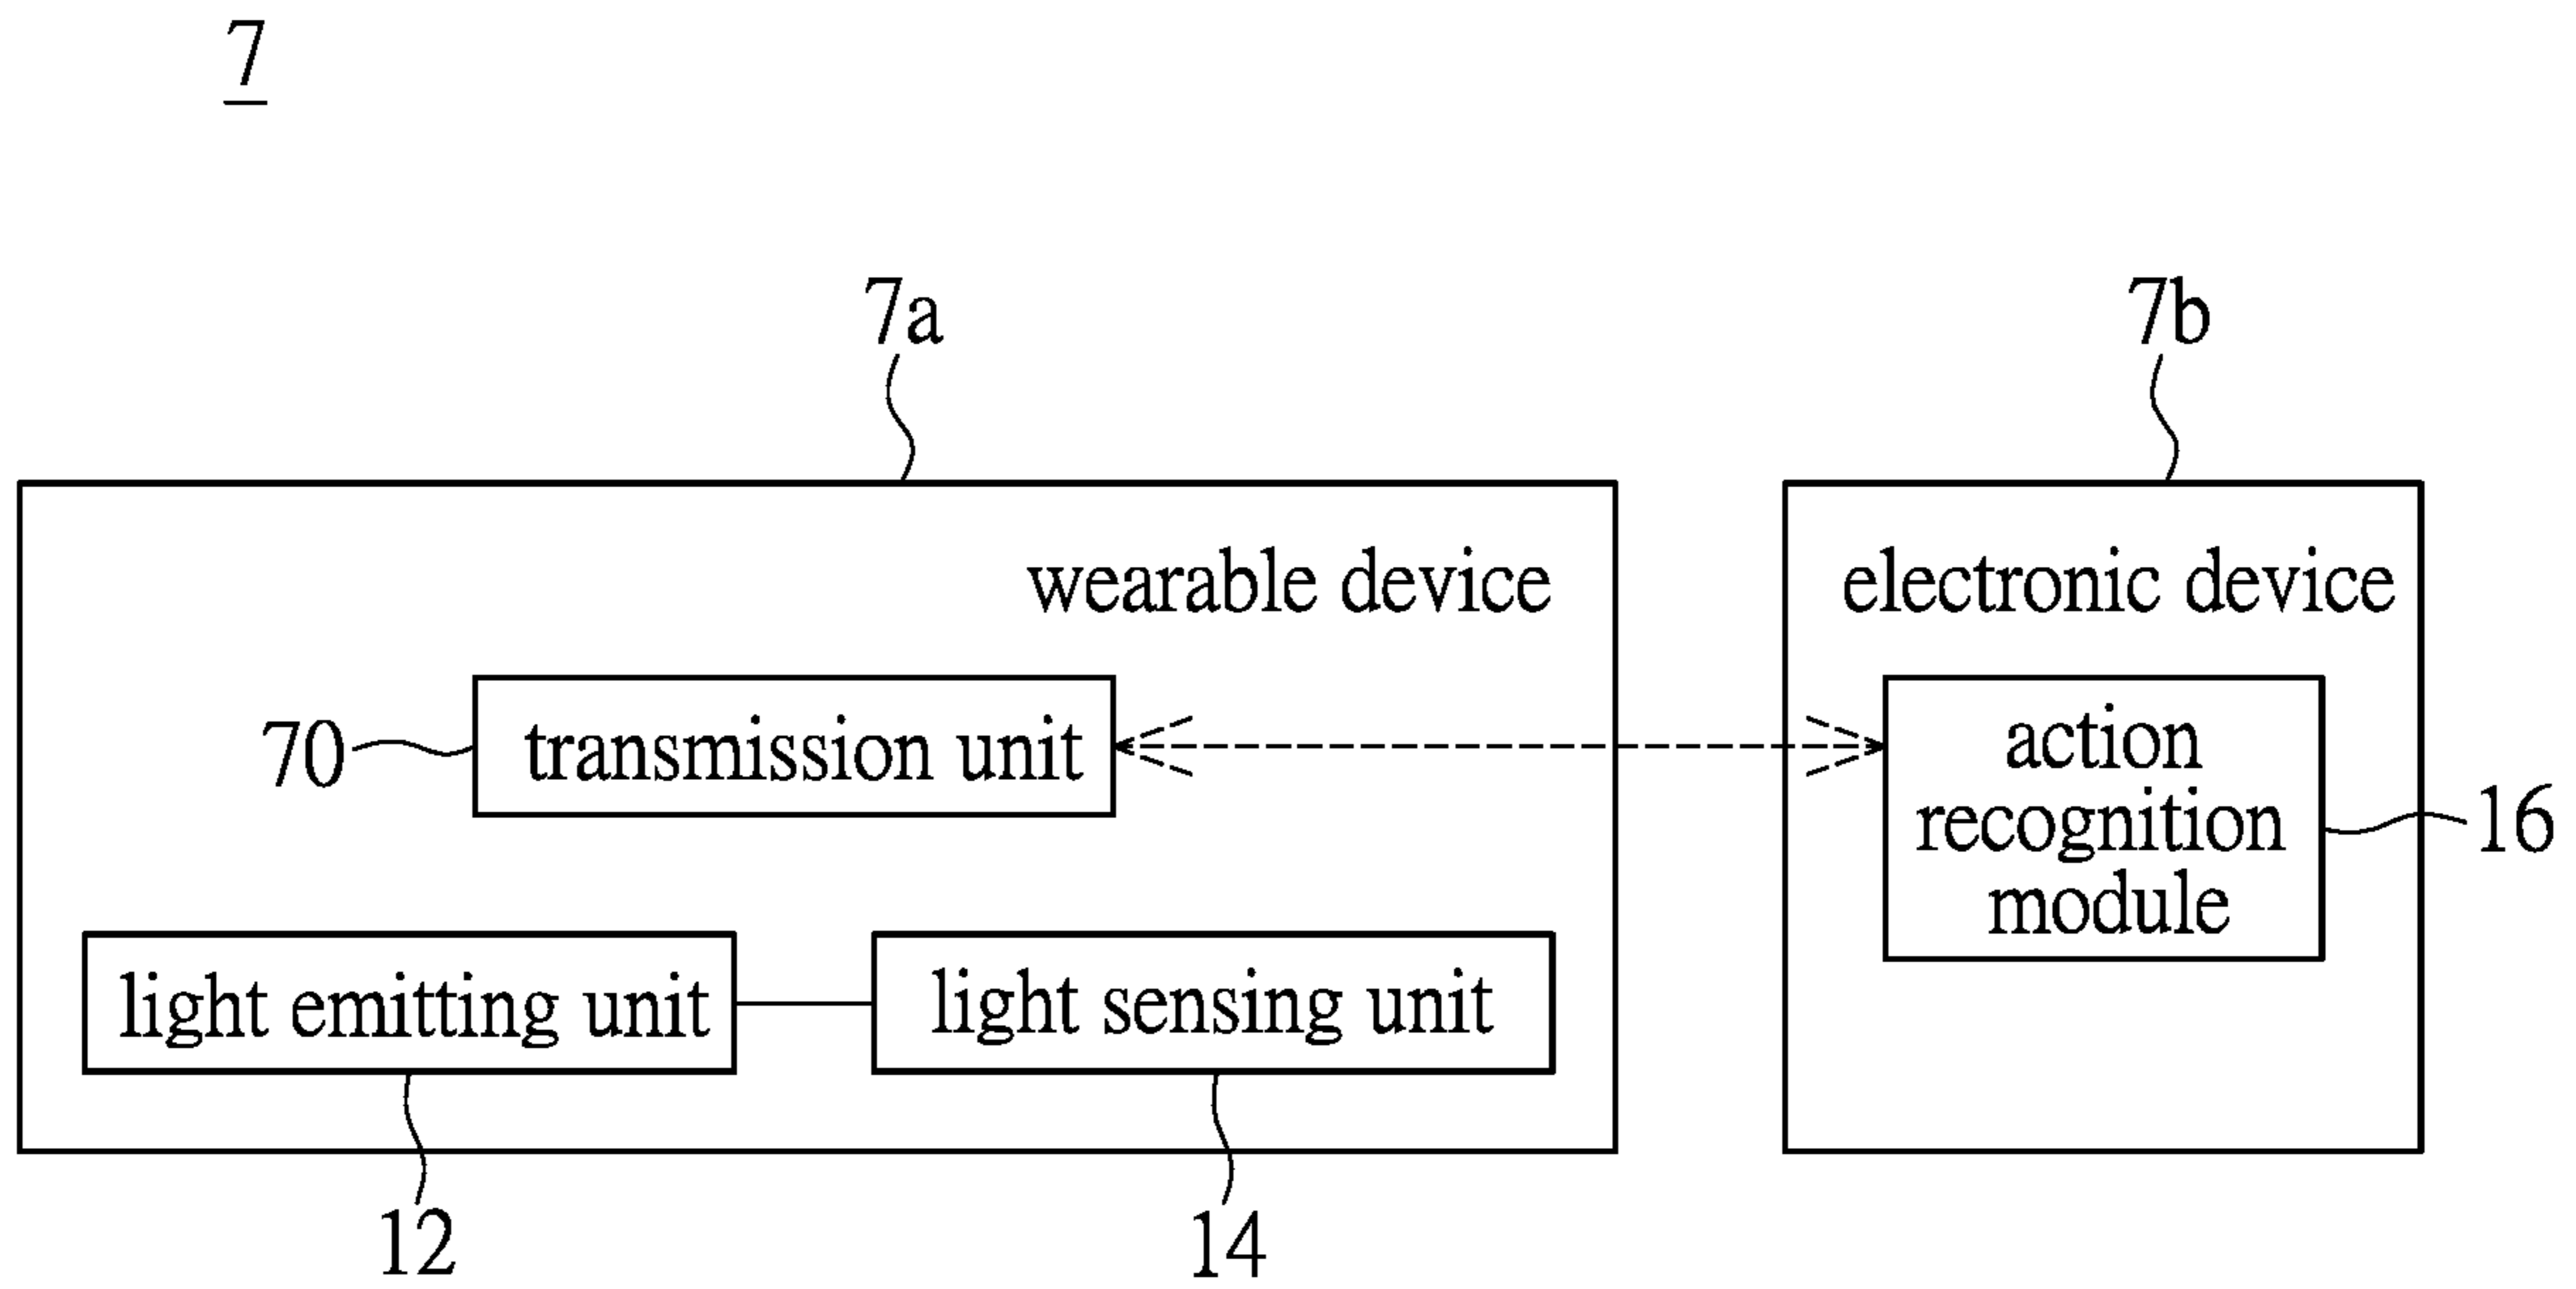 7
7a
7b
wearable device
electronic device
70
transmission unit
action
recognition
module
16
light emitting unit
light sensing unit
12
14